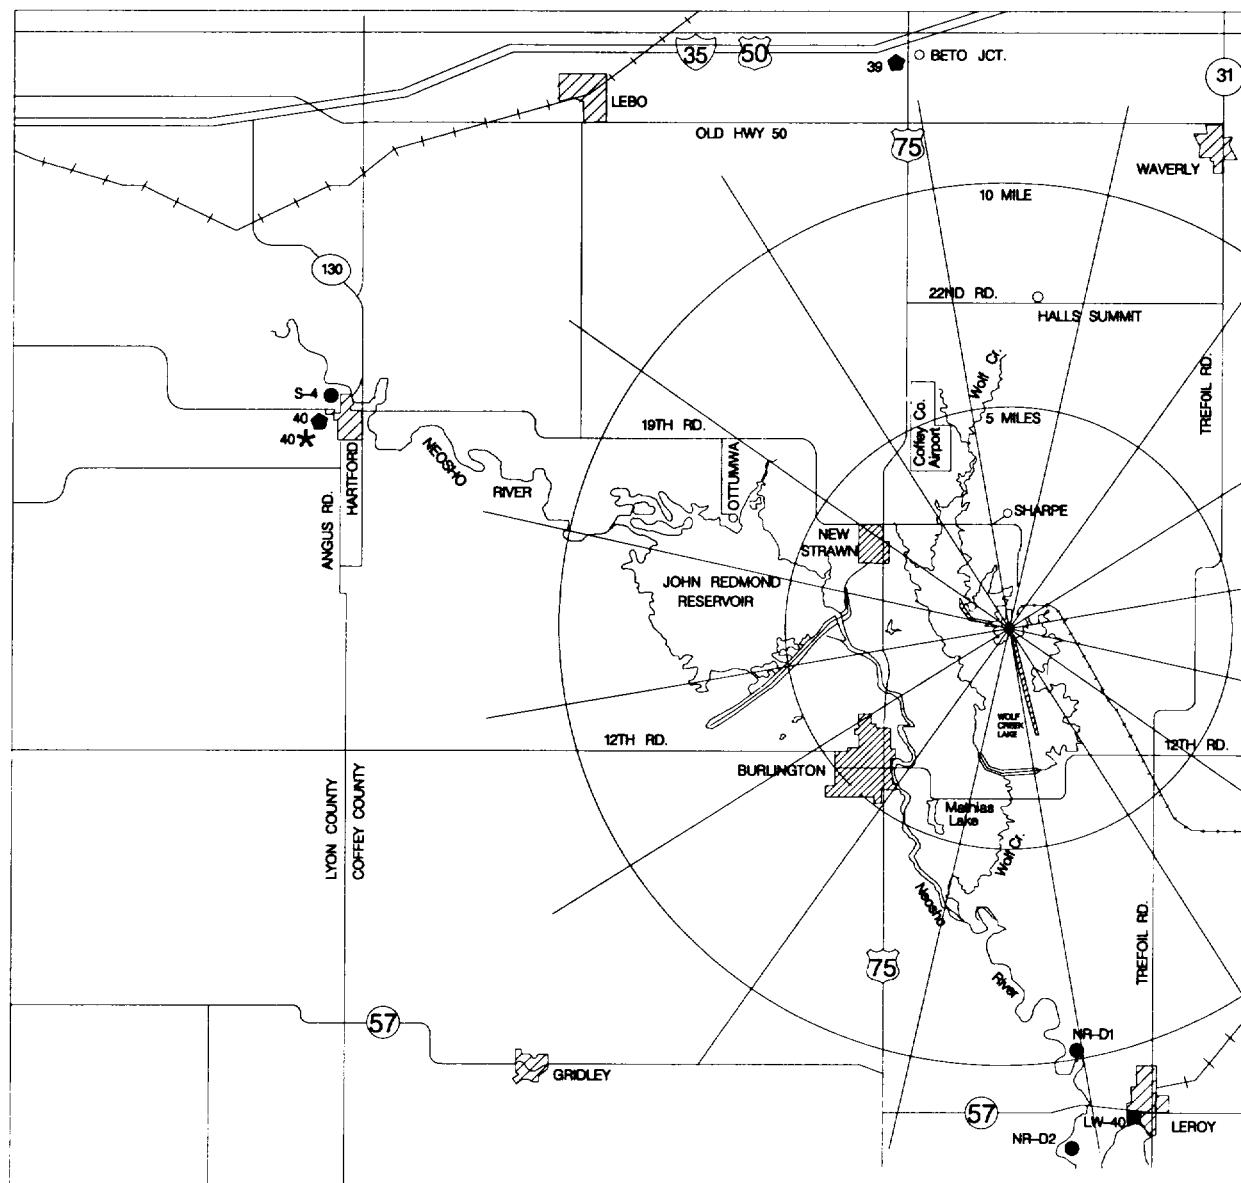 35
50
39
BETO JCT.
31
LEBO
OLD HWY 50
75
WAVERLY
10 MILE
130
22ND RD.
HALLS SUMMIT
Wolf Cr.
TREFOIL RD.
S-4
40
40
HARTFORD
ANGUS RD.
NEOSHO
RIVER
19TH RD.
OTTUMWA
Coffey Co.
Airport
5 MILES
SHARPE
NEW
STRAWN
JOHN REDMOND
RESERVOIR
WOLF
CREEK
LAKE
12TH RD.
12TH RD.
BURLINGTON
LYON COUNTY
COFFEY COUNTY
Mathias
Lake
Wolf Cr.
Neosho
River
75
TREFOIL RD.
57
GRIDLEY
NR-D1
57
LW-40
LEROY
NR-D2